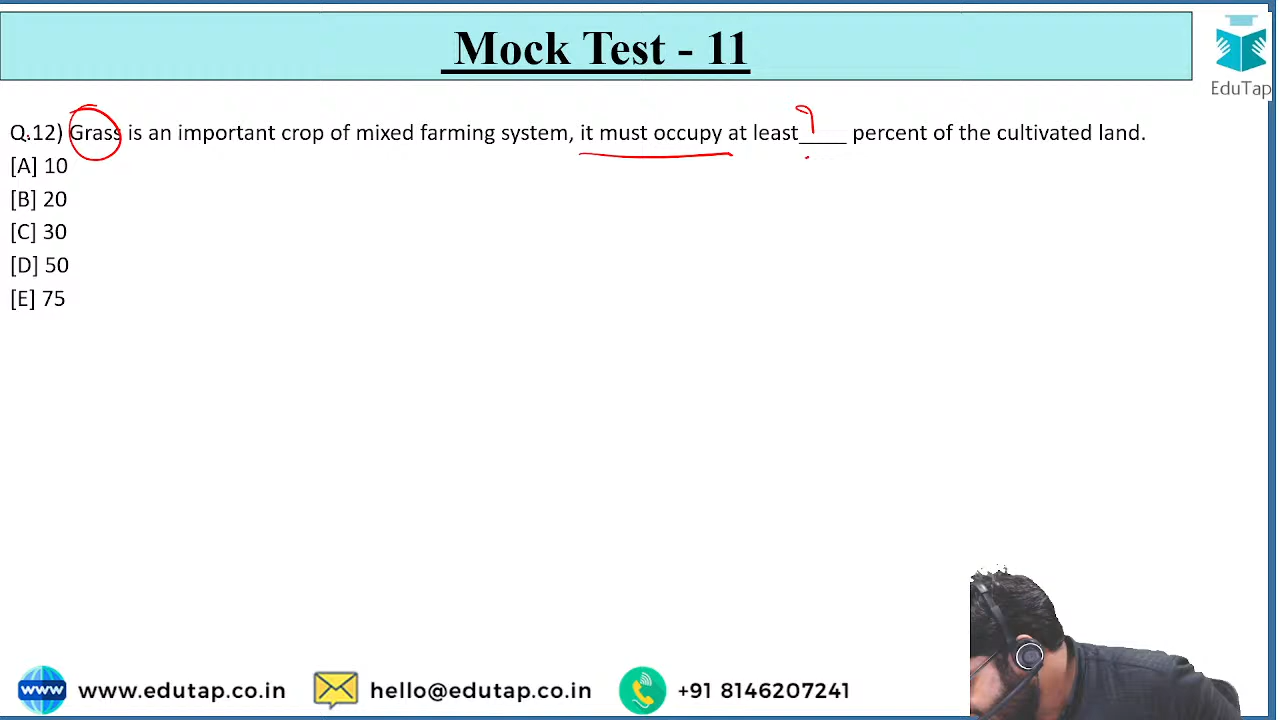 Mock Test - 11
EduTap
Q.12) Grass is an important crop of mixed farming system, it must occupy at least____ percent of the cultivated land.
?
[A] 10
[B] 20
[C] 30
[D] 50
[E] 75
www www.edutap.co.in hello@edutap.co.in +91 8146207241